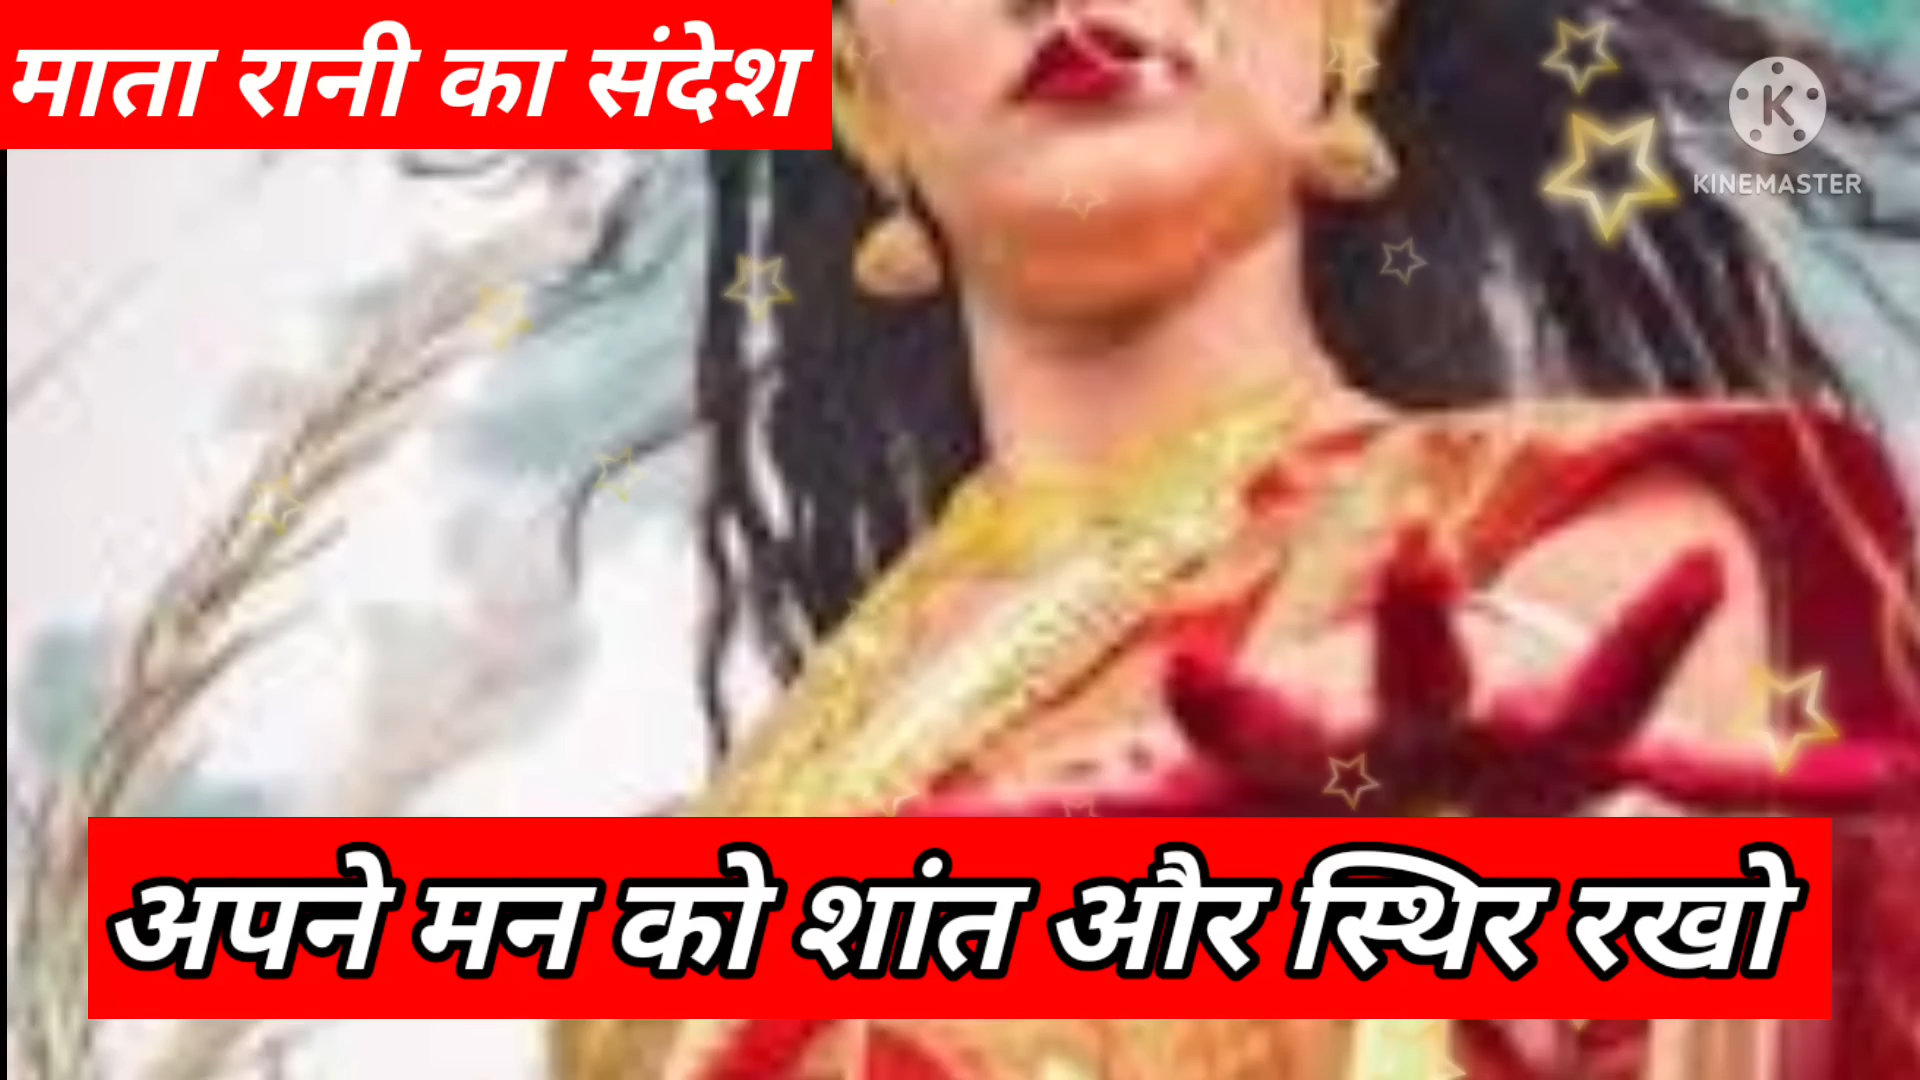 माता रानी का संदेश
KINEMASTER
अपने मन को शांत और स्थिर रखो